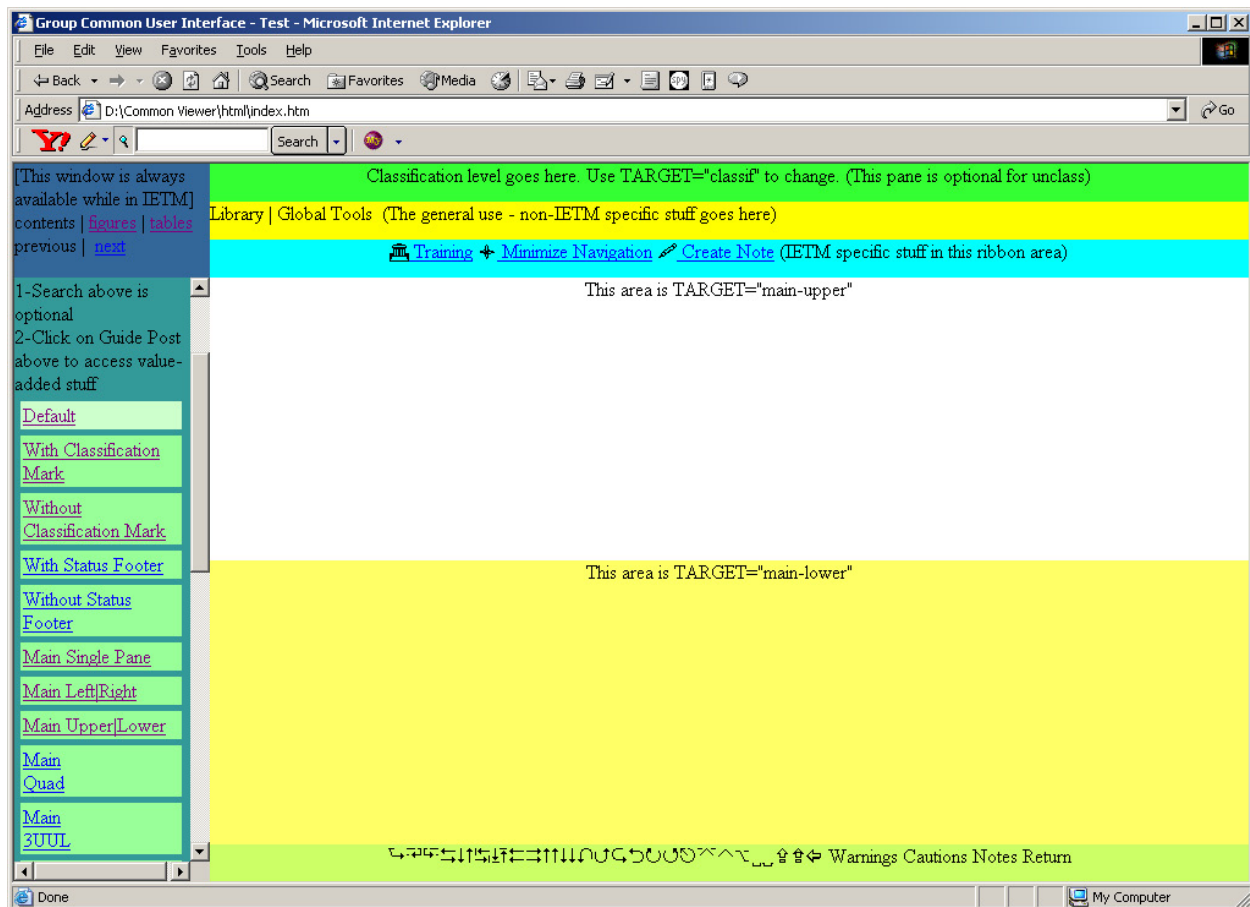 Group Common User Interface - Test - Microsoft Internet Explorer
File Edit View Favorites Tools Help
Back Search Favorites Media
Address D:\Common Viewer\html\index.htm Go
Y! Search
[This window is always
available while in IETM]
contents | figures | tables
previous | next
Classification level goes here. Use TARGET="classif" to change. (This pane is optional for unclass)
Library | Global Tools (The general use - non-IETM specific stuff goes here)
Training Minimize Navigation Create Note (IETM specific stuff in this ribbon area)
1-Search above is
optional
2-Click on Guide Post
above to access value-
added stuff
Default
With Classification
Mark
Without
Classification Mark
With Status Footer
Without Status
Footer
Main Single Pane
Main Left|Right
Main Upper|Lower
Main
Quad
Main
3UUL
This area is TARGET="main-upper"
This area is TARGET="main-lower"
Warnings Cautions Notes Return
Done My Computer